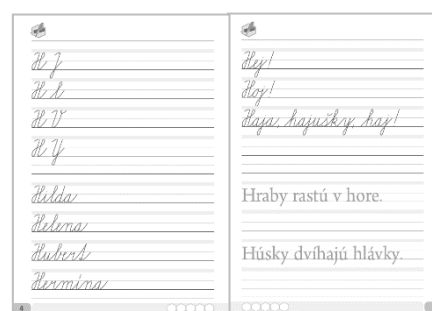 H J
H Ł
H V
H Y
Hilda
Helena
Hubert
Hermína
4
Hej!
Hoj!
Haja, hajušky, haj!
Hraby rastú v hore.
Húsky dvíhajú hlávky.